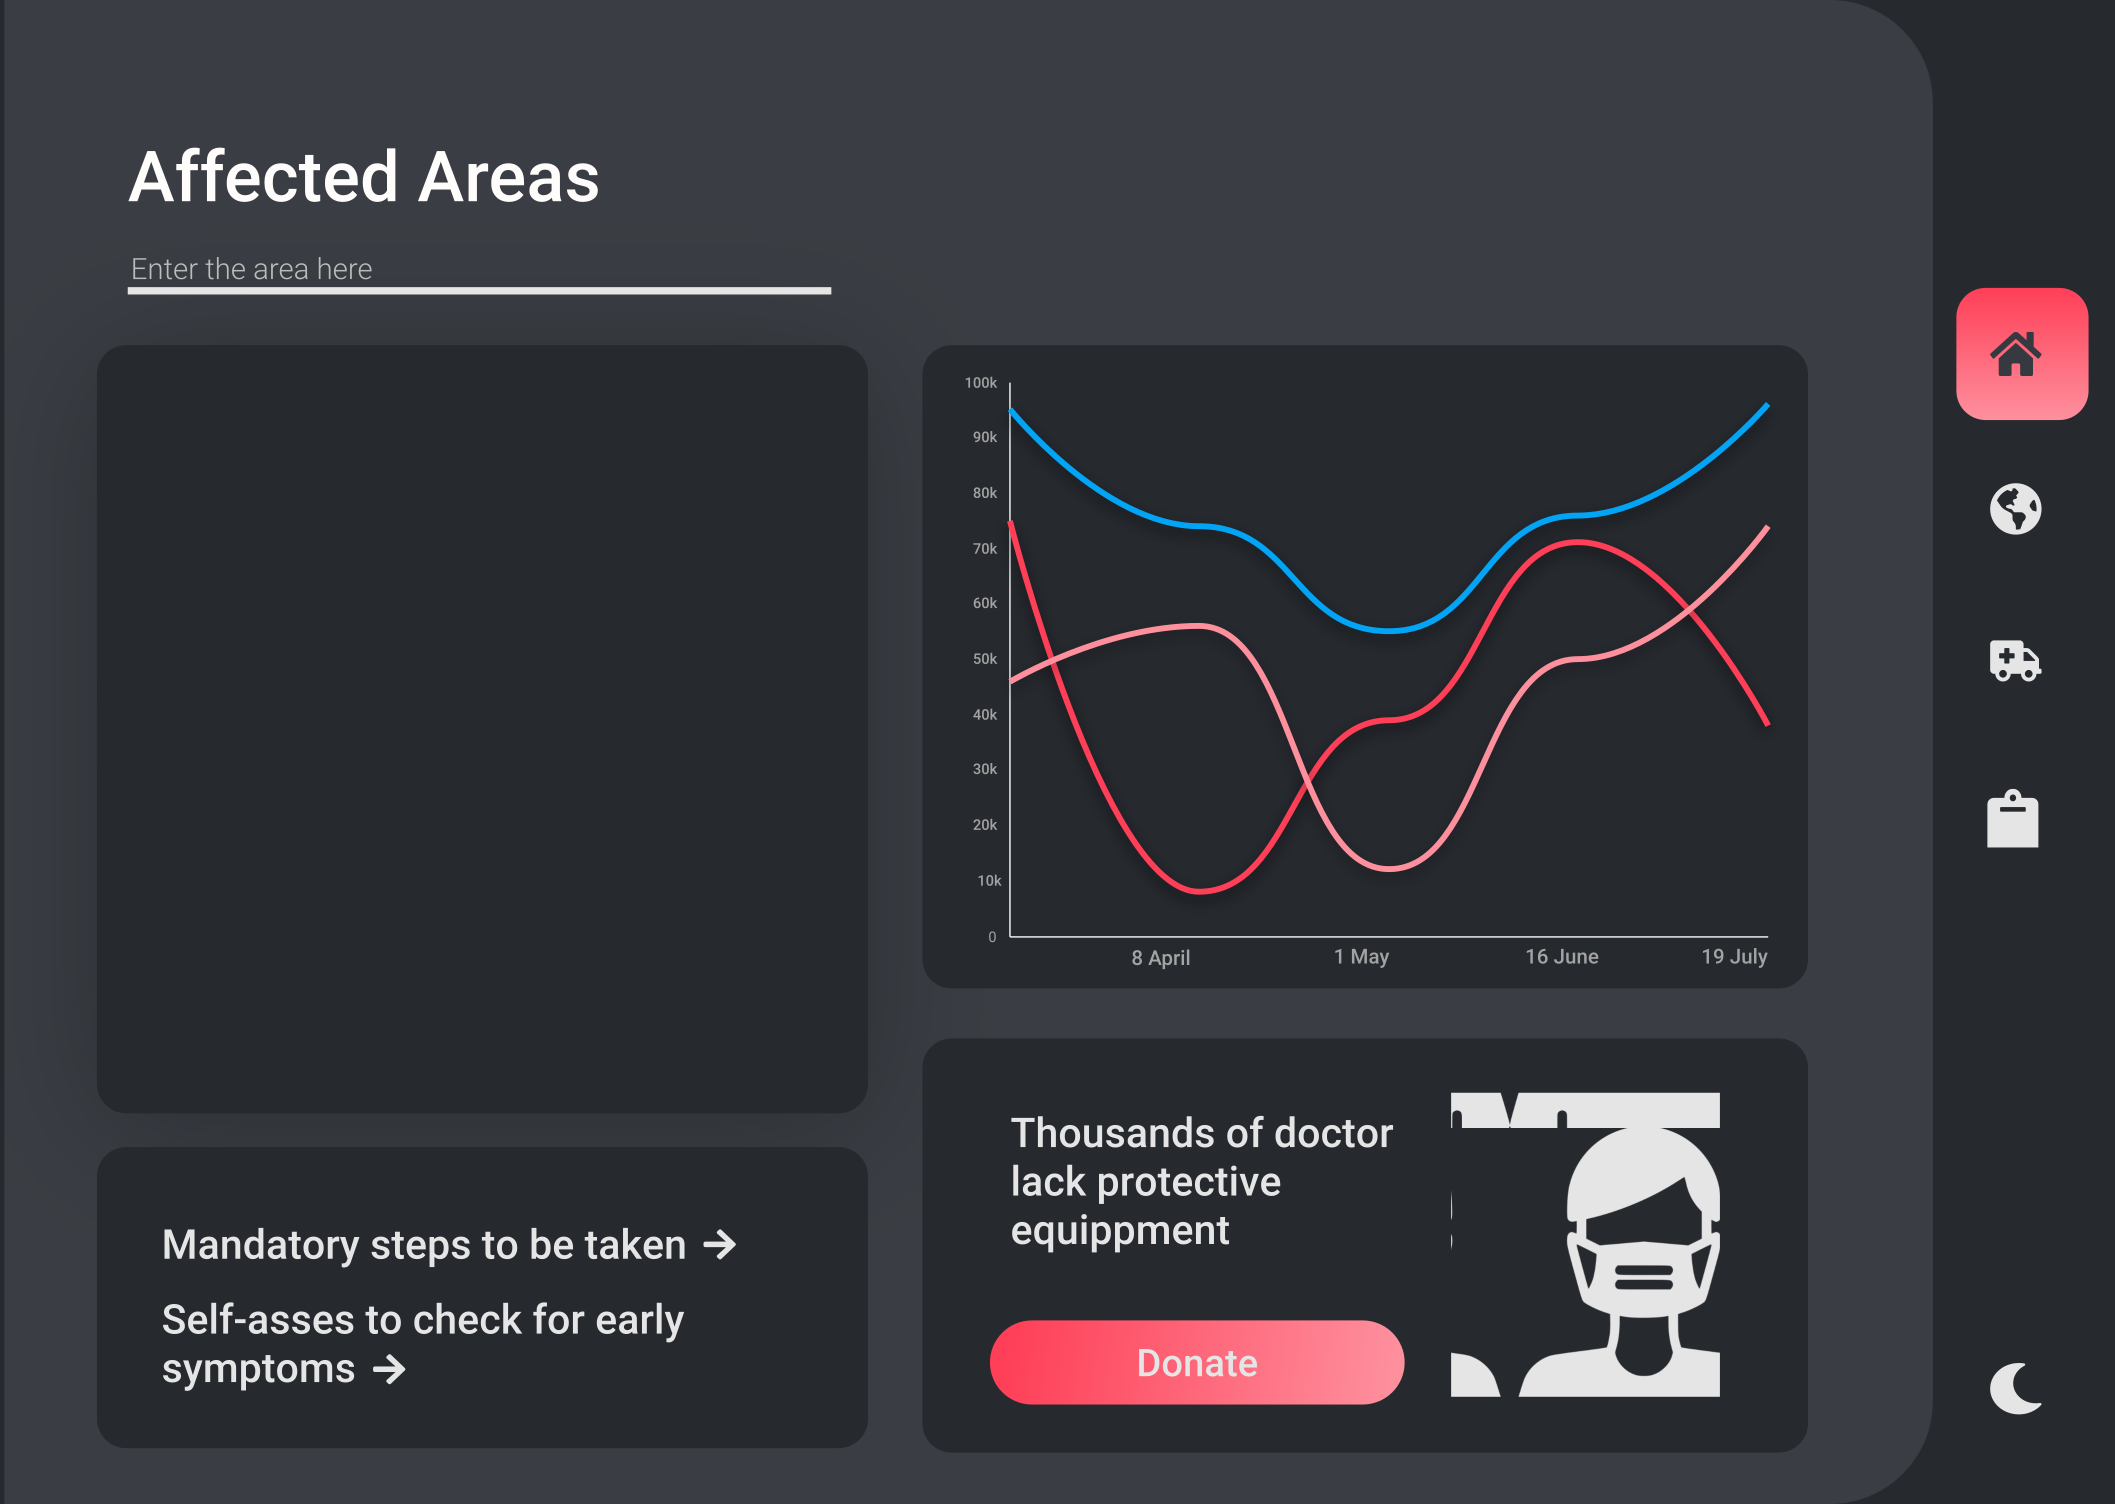 Affected Areas
Enter the area here
100k
90k
80k
70k
60k
50k
40k
30k
20k
10k
0
8 April
1 May
16 June
19 July
Mandatory steps to be taken →
Self-asses to check for early
symptoms →
Thousands of doctor
lack protective
equippment
Donate